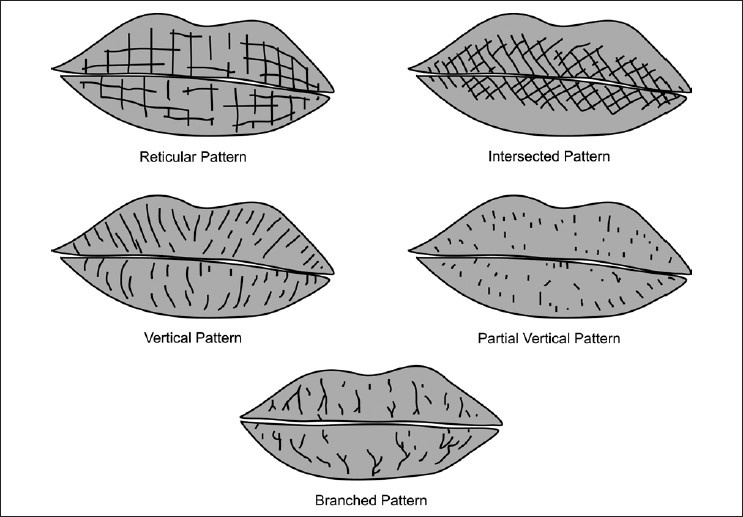 Reticular Pattern
Intersected Pattern
Vertical Pattern
Partial Vertical Pattern
Branched Pattern